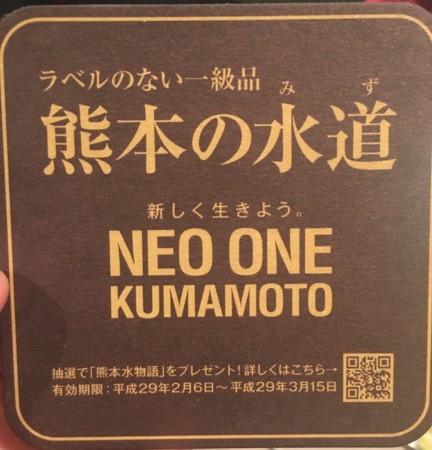 ラベルのない一級品
みず
熊本の水道
新しく生きよう。
NEO ONE
KUMAMOTO
抽選で「熊本水物語」をプレゼント!詳しくはこちら→
有効期限:平成29年2月6日〜平成29年3月15日